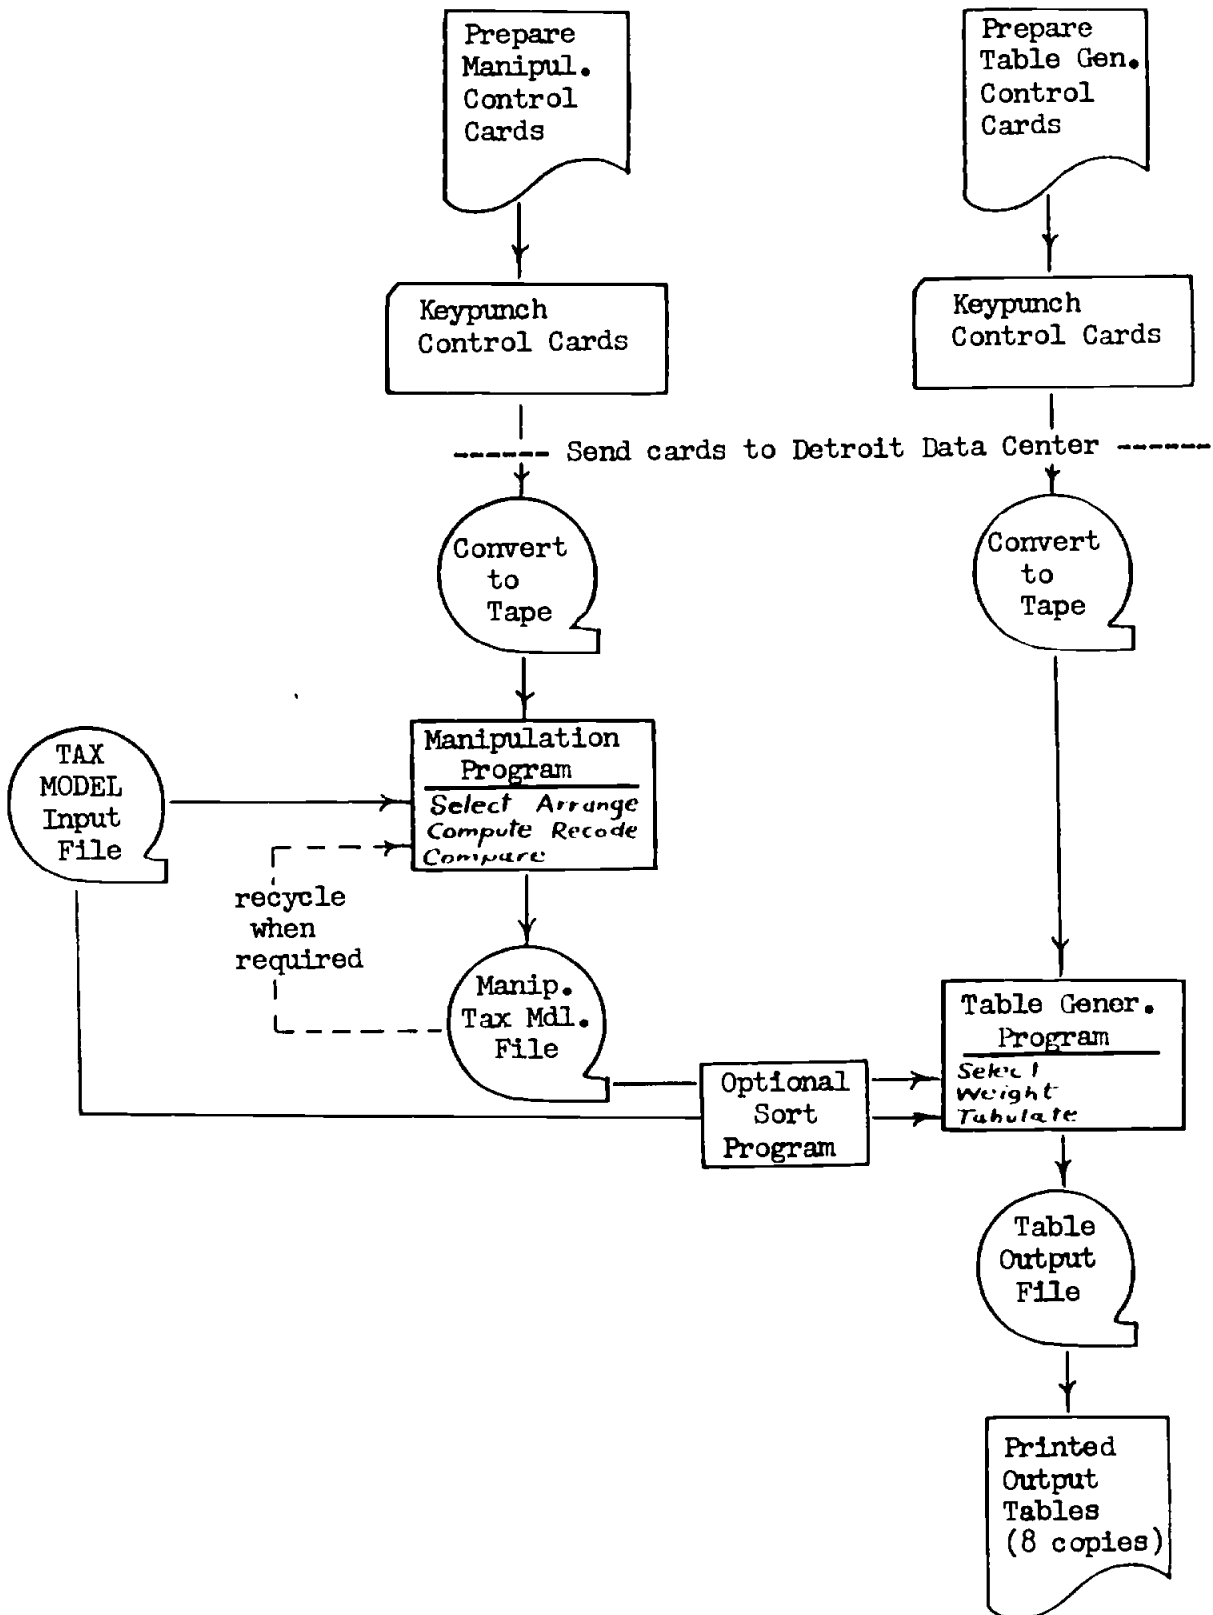 Prepare
Manipul.
Control
Cards
Prepare
Table Gen.
Control
Cards
Keypunch
Control Cards
Keypunch
Control Cards
Send cards to Detroit Data Center
Convert
to
Tape
Convert
to
Tape
TAX
MODEL
Input
File
Manipulation
Program
Select Arrange
Compute Recode
Compare
recycle
when
required
Manip.
Tax Mdl.
File
Optional
Sort
Program
Table Gener.
Program
Select
Weight
Tabulate
Table
Output
File
Printed
Output
Tables
(8 copies)